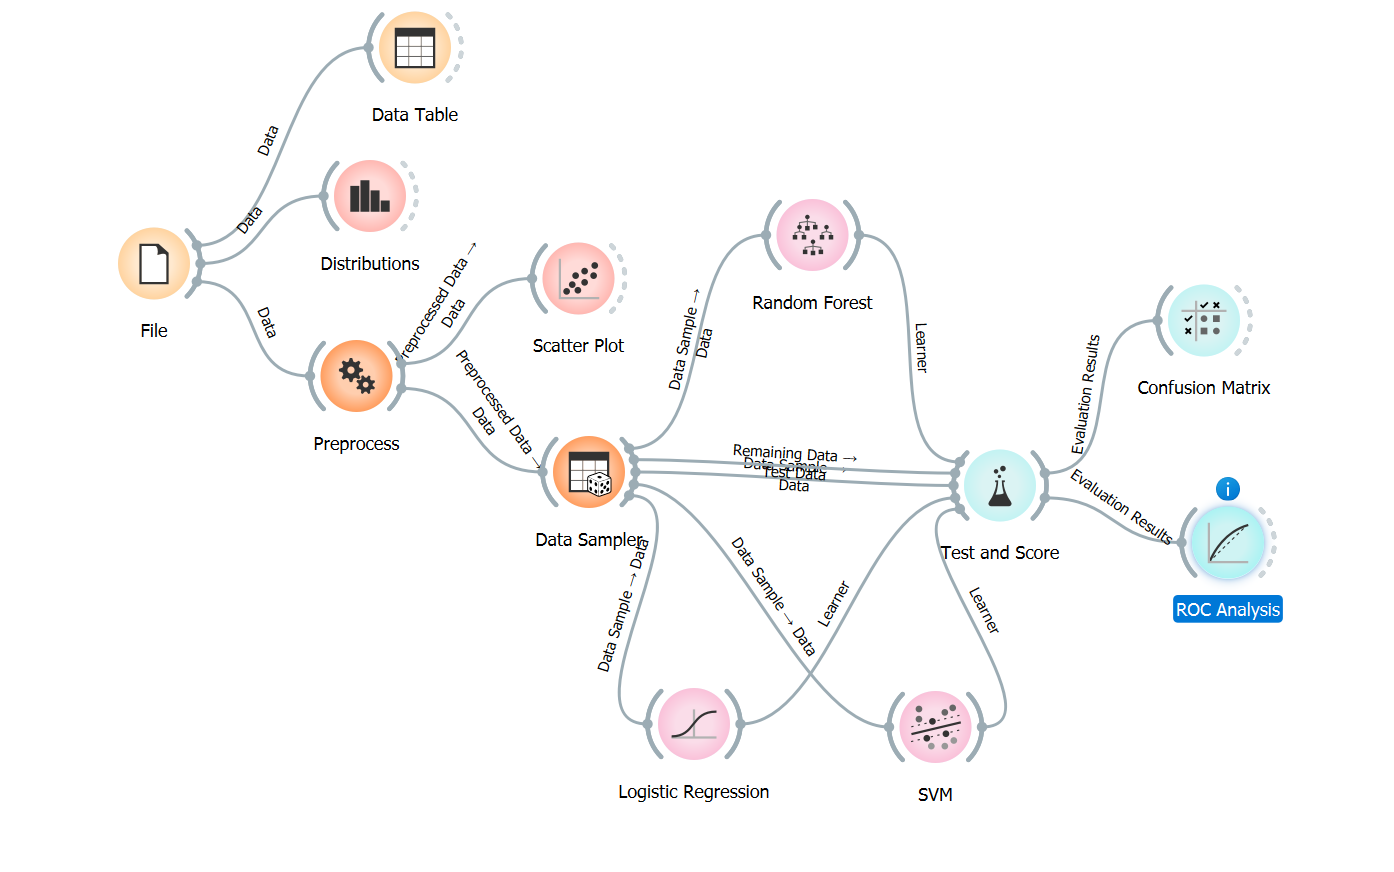 Data Table
Data
Data
Distributions
File
Data
Preprocessed Data →
Data
Scatter Plot
Preprocess
Preprocessed Data →
Data
Data Sample →
Data
Random Forest
Learner
Remaining Data →
Test Data
Data Sample →
Data
Data Sampler
Test and Score
Evaluation Results
Confusion Matrix
Evaluation Results
i
ROC Analysis
Data Sample → Data
Data Sample → Data
Learner
Learner
Logistic Regression
SVM